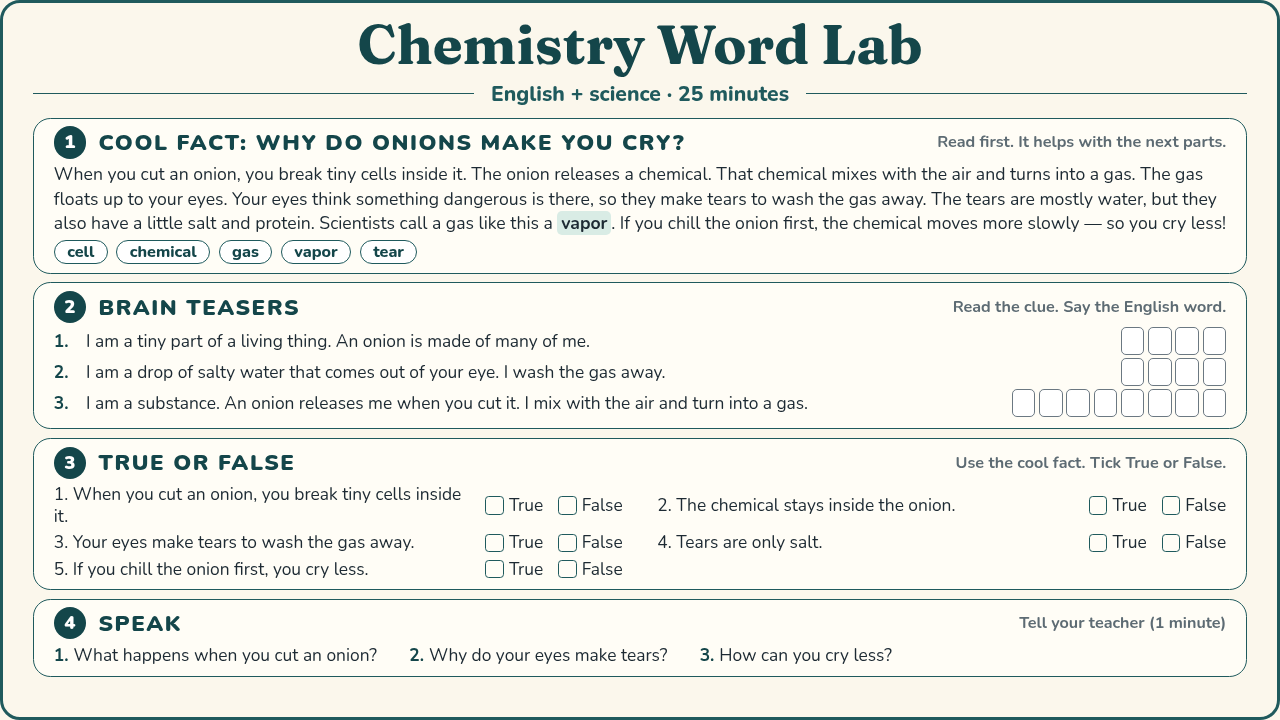 Chemistry Word Lab
English + science · 25 minutes
1 COOL FACT: WHY DO ONIONS MAKE YOU CRY? Read first. It helps with the next parts.
When you cut an onion, you break tiny cells inside it. The onion releases a chemical. That chemical mixes with the air and turns into a gas. The gas
floats up to your eyes. Your eyes think something dangerous is there, so they make tears to wash the gas away. The tears are mostly water, but they
also have a little salt and protein. Scientists call a gas like this a vapor. If you chill the onion first, the chemical moves more slowly — so you cry less!
cell chemical gas vapor tear
2 BRAIN TEASERS Read the clue. Say the English word.
1. I am a tiny part of a living thing. An onion is made of many of me.
2. I am a drop of salty water that comes out of your eye. I wash the gas away.
3. I am a substance. An onion releases me when you cut it. I mix with the air and turn into a gas.
3 TRUE OR FALSE Use the cool fact. Tick True or False.
1. When you cut an onion, you break tiny cells inside
it. True False 2. The chemical stays inside the onion. True False
3. Your eyes make tears to wash the gas away. True False 4. Tears are only salt. True False
5. If you chill the onion first, you cry less. True False
4 SPEAK Tell your teacher (1 minute)
1. What happens when you cut an onion? 2. Why do your eyes make tears? 3. How can you cry less?